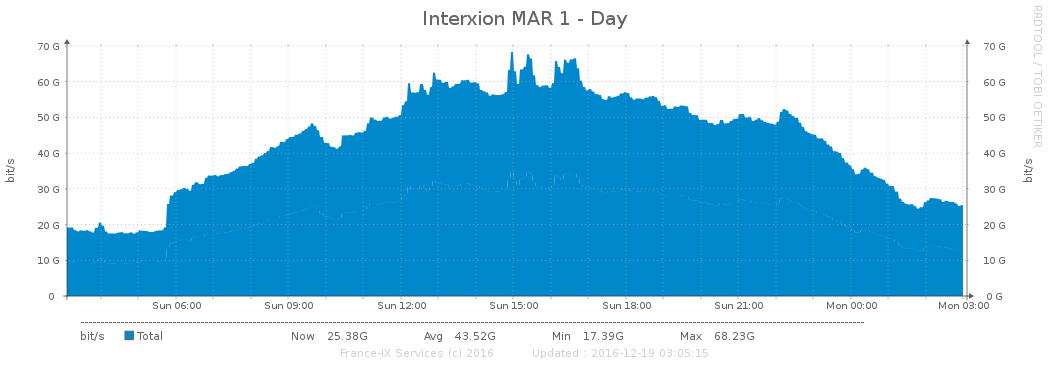 Interxion MAR 1 - Day
RRDTOOL / TOBI OETIKER
bit/s
bit/s
70 G 70 G
60 G 60 G
50 G 50 G
40 G 40 G
30 G 30 G
20 G 20 G
10 G 10 G
0 0 G
Sun 06:00 Sun 09:00 Sun 12:00 Sun 15:00 Sun 18:00 Sun 21:00 Mon 00:00 Mon 03:00
bit/s Total Now 25.38G Avg 43.52G Min 17.39G Max 68.23G
France-IX Services (c) 2016 Updated : 2016-12-19 03:05:15